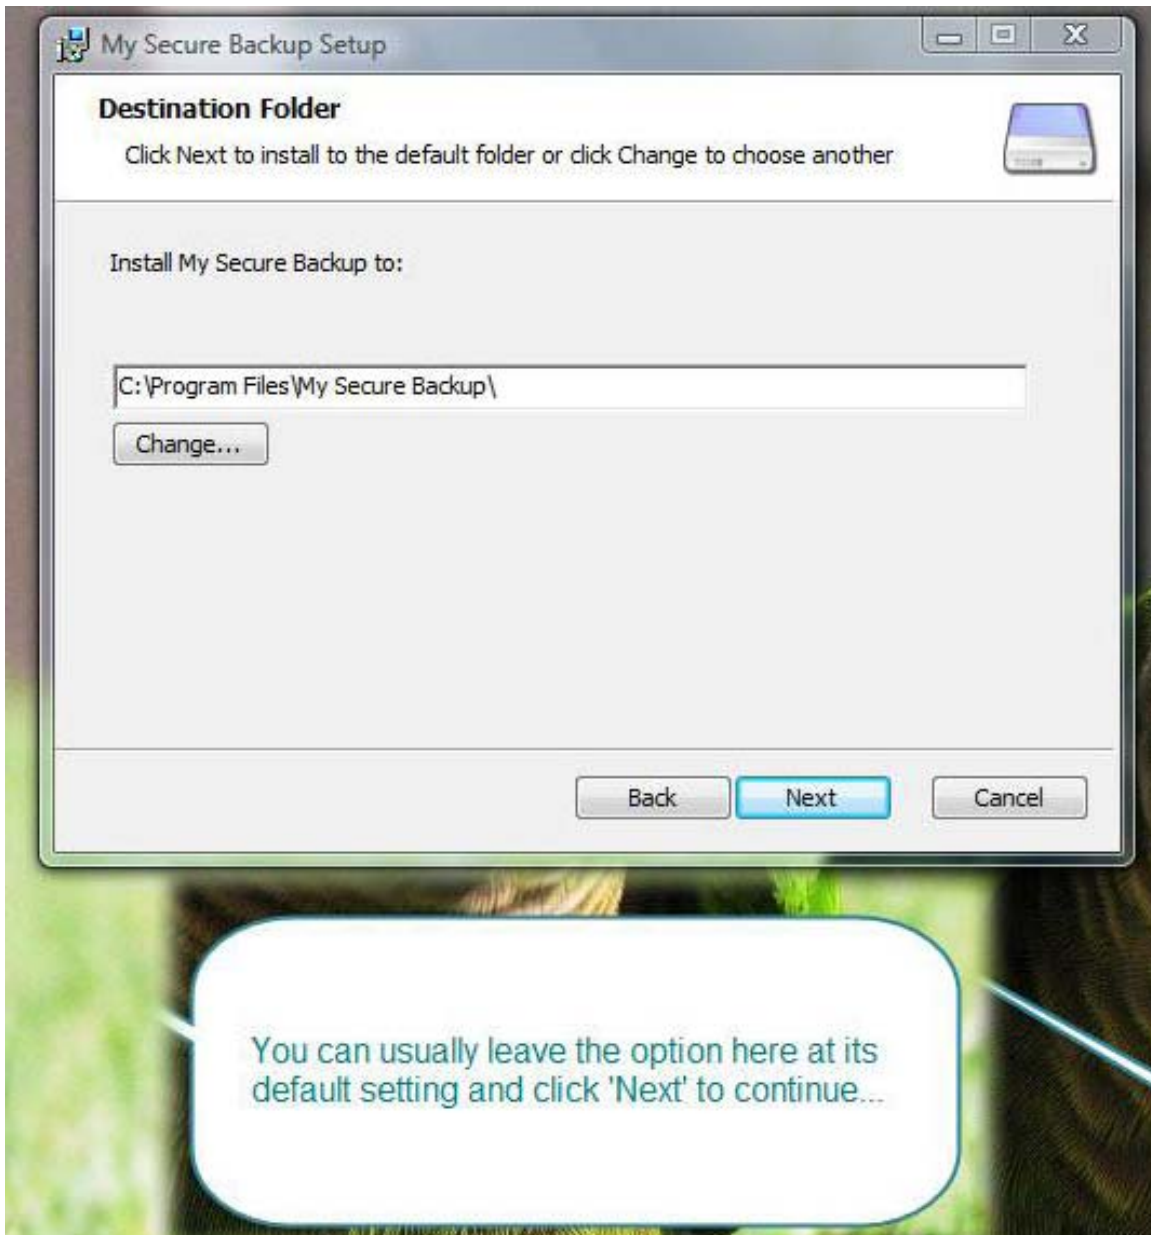 My Secure Backup Setup
Destination Folder
Click Next to install to the default folder or click Change to choose another
Install My Secure Backup to:
C:\Program Files\My Secure Backup\
Change...
Back Next Cancel
You can usually leave the option here at its
default setting and click 'Next' to continue...